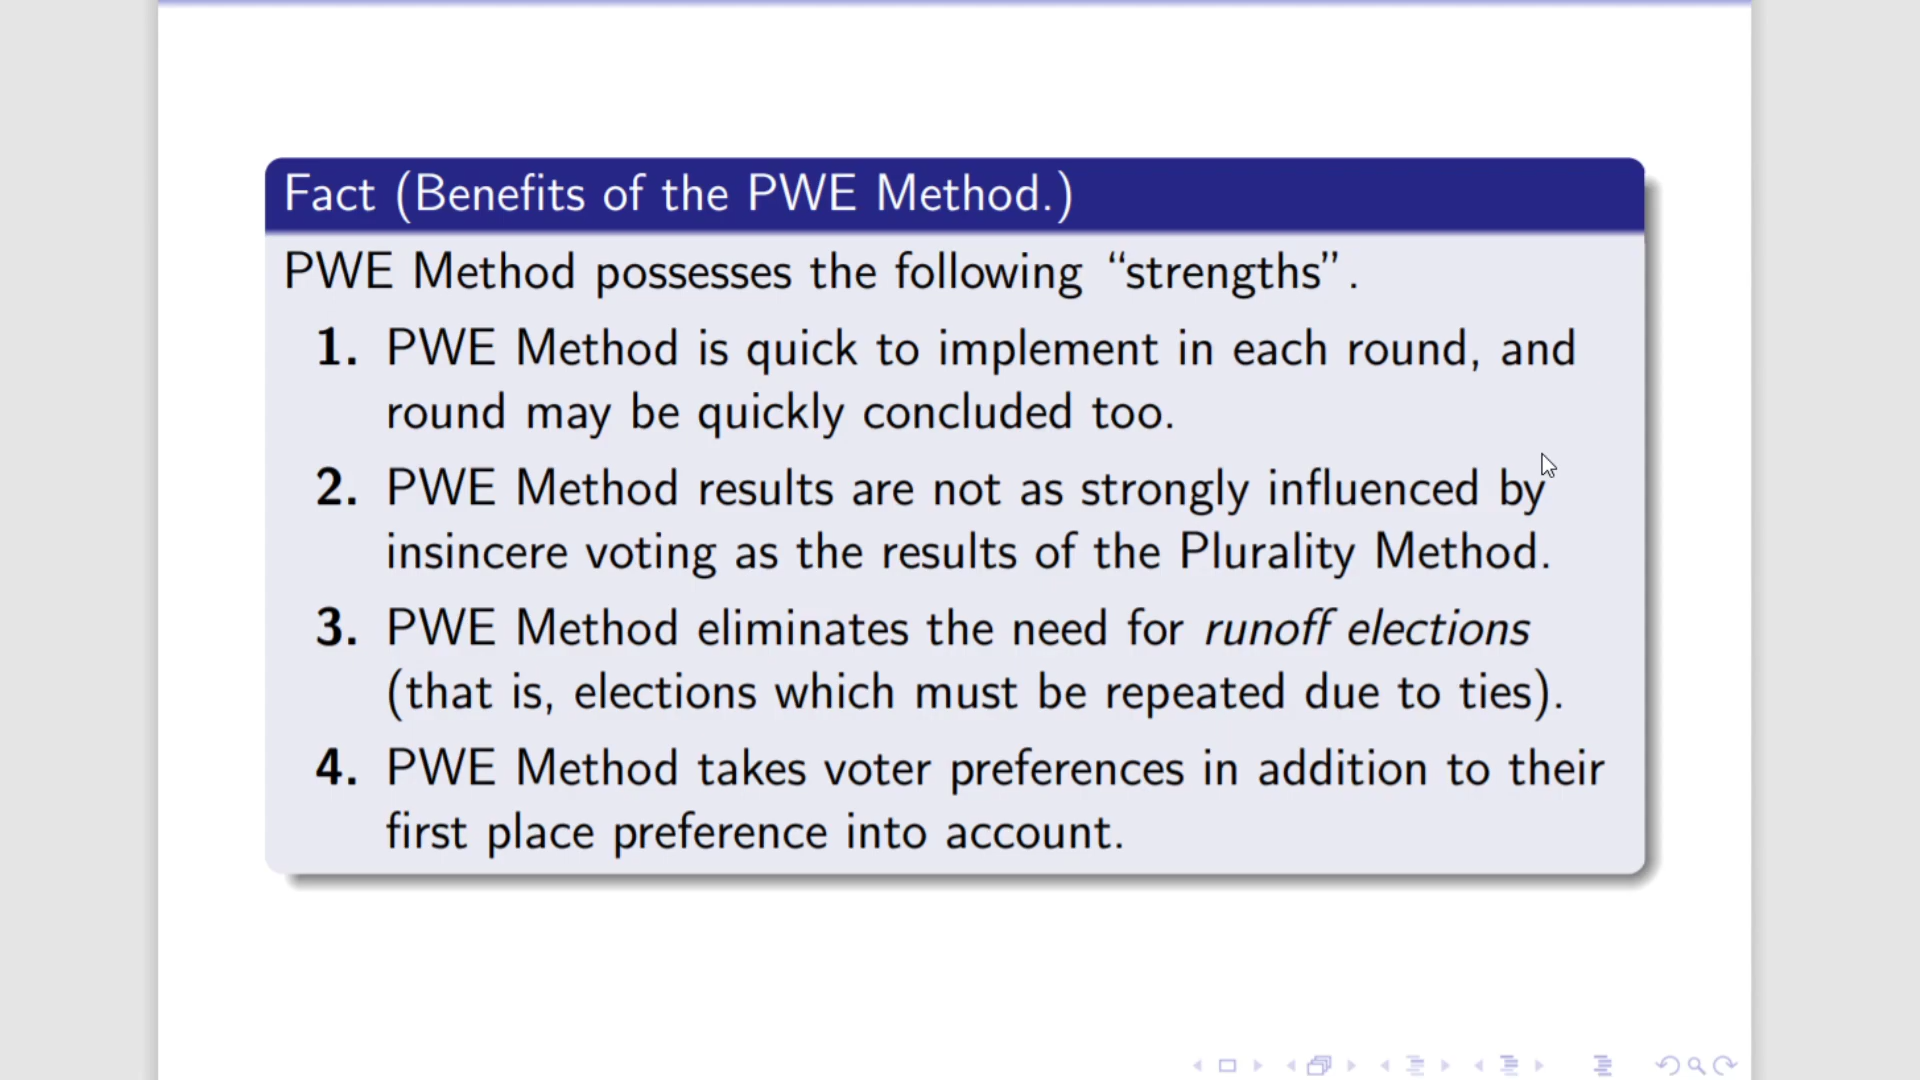 Fact (Benefits of the PWE Method.)
PWE Method possesses the following “strengths”.
1. PWE Method is quick to implement in each round, and
round may be quickly concluded too.
2. PWE Method results are not as strongly influenced by
insincere voting as the results of the Plurality Method.
3. PWE Method eliminates the need for runoff elections
(that is, elections which must be repeated due to ties).
4. PWE Method takes voter preferences in addition to their
first place preference into account.